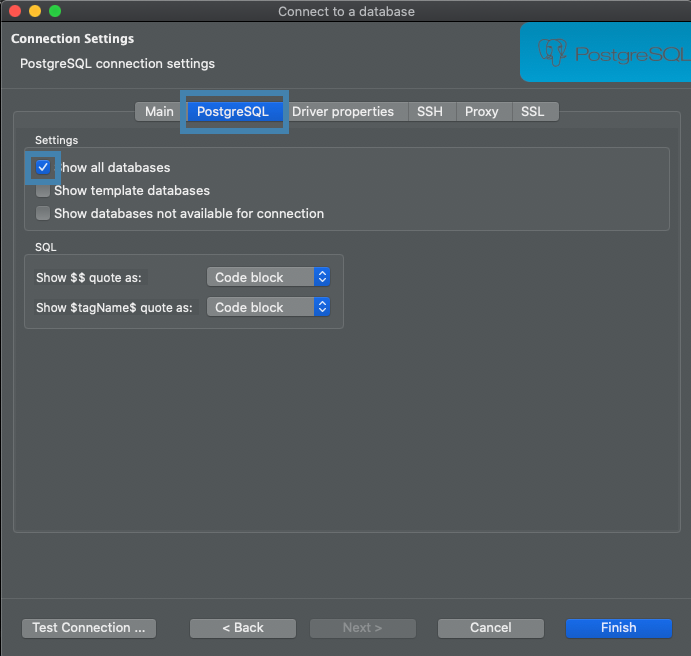 Connect to a database
Connection Settings
PostgreSQL connection settings
PostgreSQL
Main PostgreSQL Driver properties SSH Proxy SSL
Settings
how all databases
Show template databases
Show databases not available for connection
SQL
Show $$ quote as: Code block
Show $tagName$ quote as: Code block
Test Connection ... < Back Next > Cancel Finish